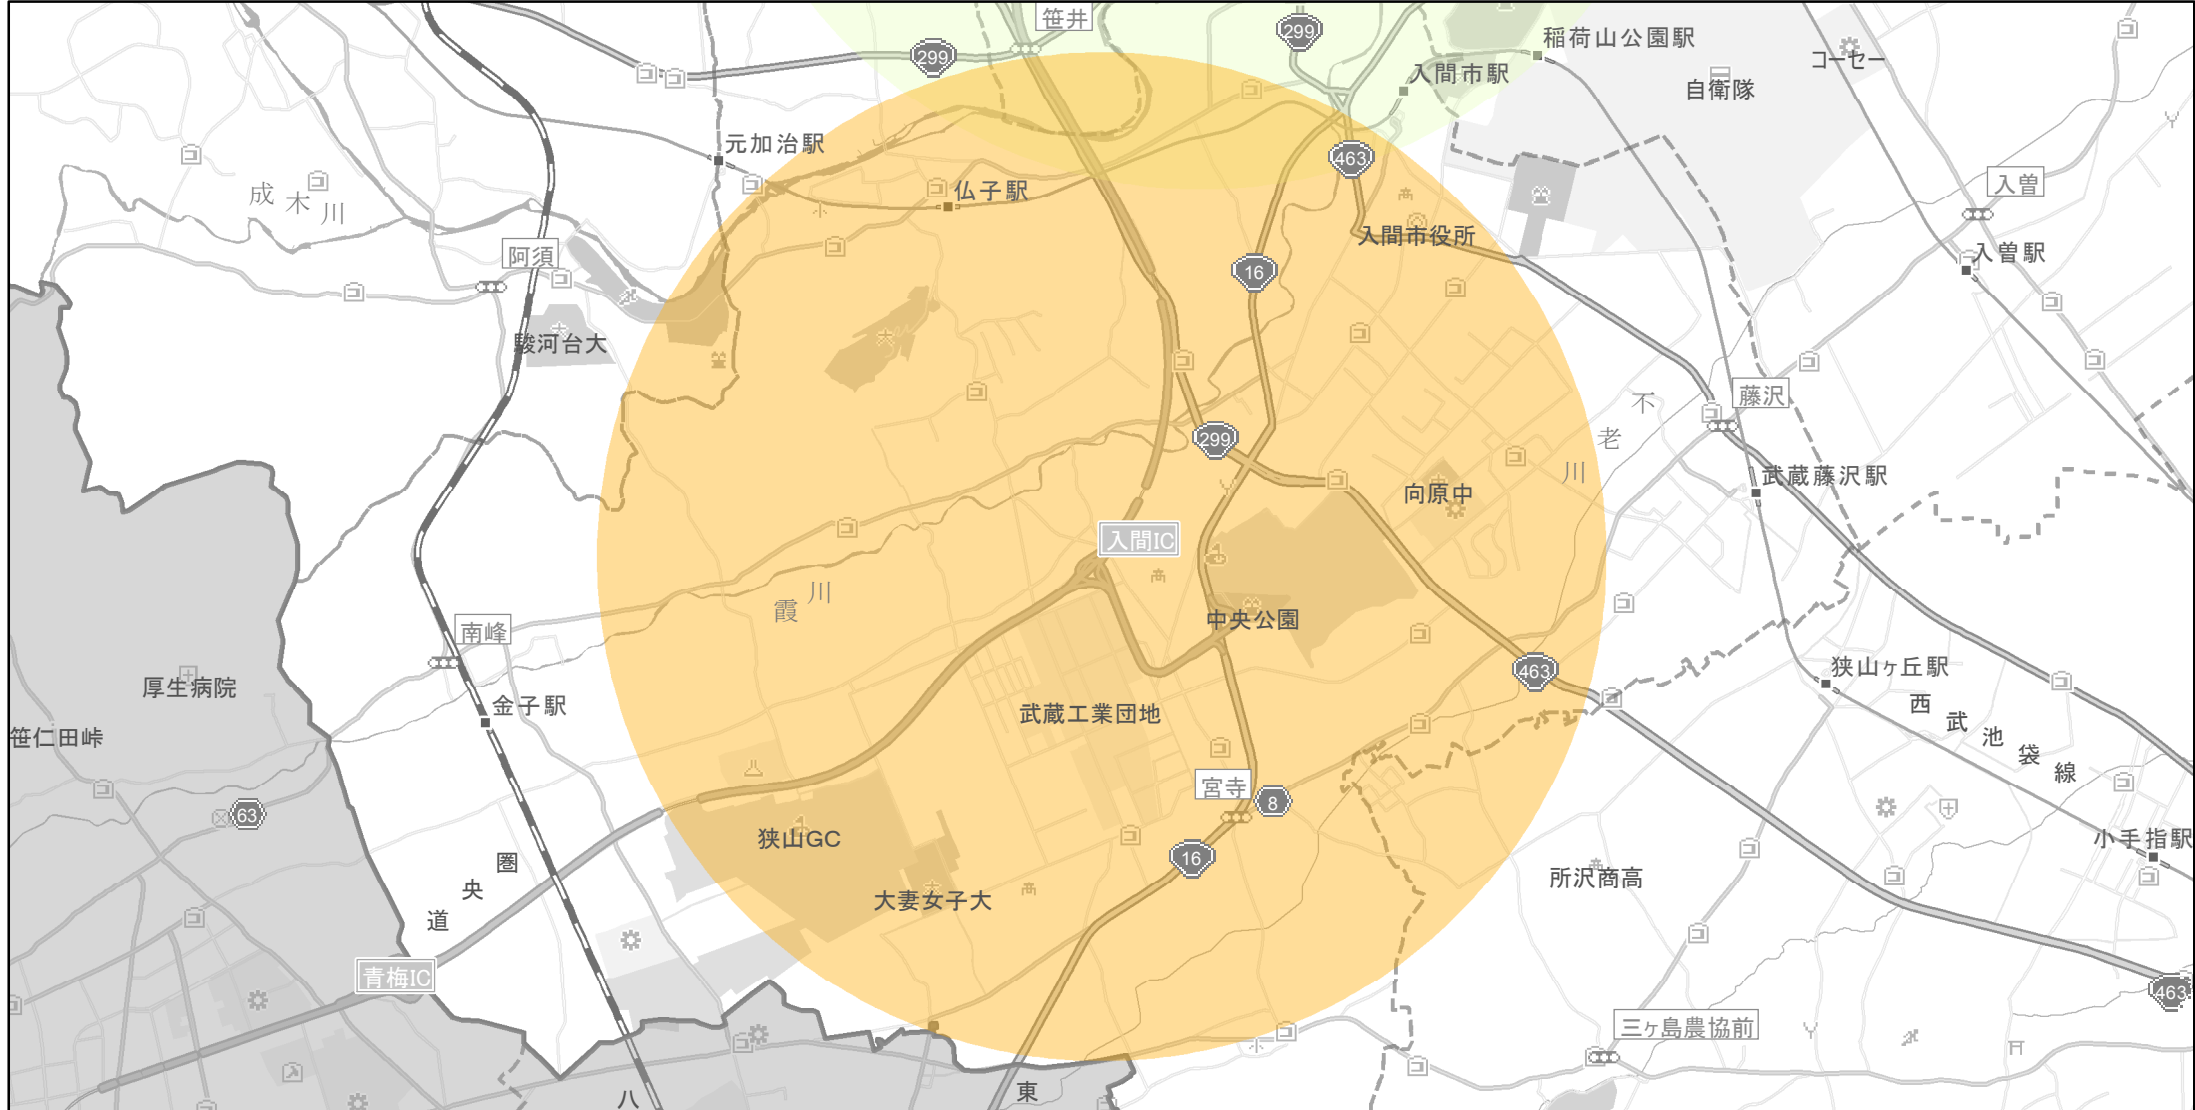 笹井
299
299
稲荷山公園駅
コーセー
入間市駅
自衛隊
元加治駅
463
仏子駅
入曽
成木川
入間市役所
阿須
入曽駅
16
駿河台大
藤沢
不老川
299
武蔵藤沢駅
向原中
入間IC
霞川
中央公園
南峰
463
狭山ヶ丘駅
厚生病院
金子駅
武蔵工業団地
西武池袋線
笹仁田峠
宮寺
8
63
狭山GC
小手指駅
16
圏央道
所沢商高
大妻女子大
青梅IC
463
三ヶ島農協前
八
東